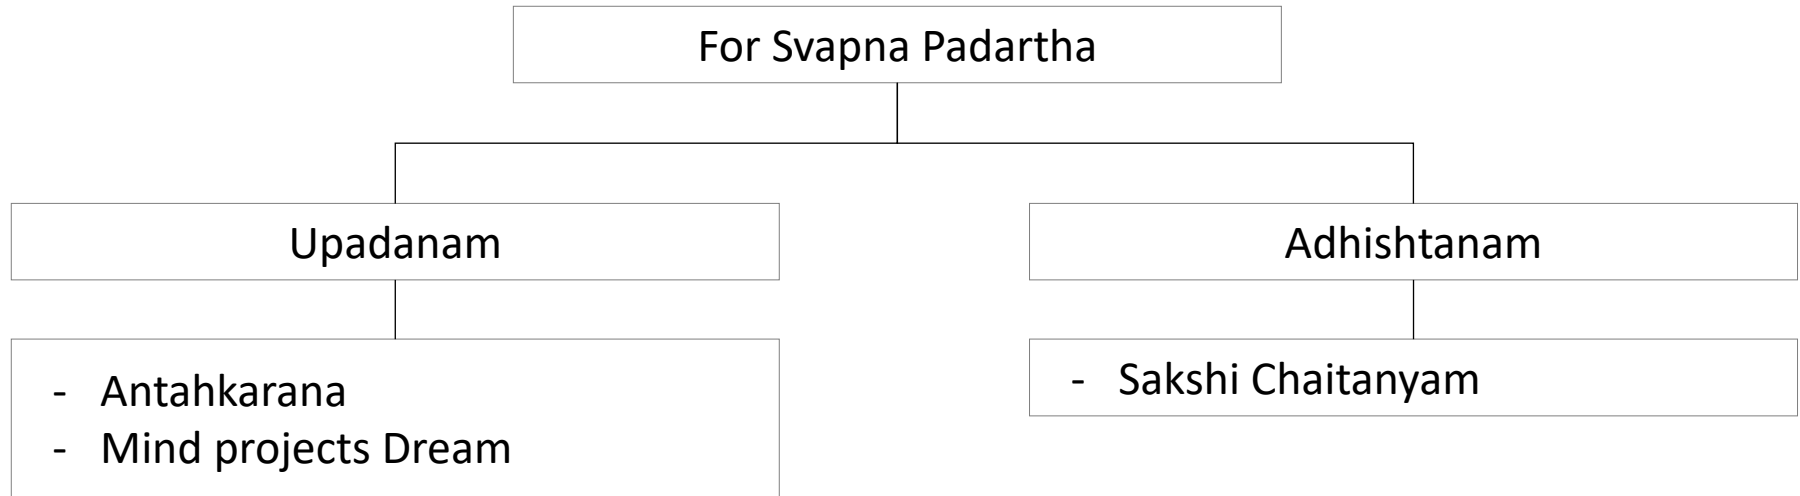 For Svapna Padartha
Upadanam
Adhishtanam
- Antahkarana
- Mind projects Dream
- Sakshi Chaitanyam